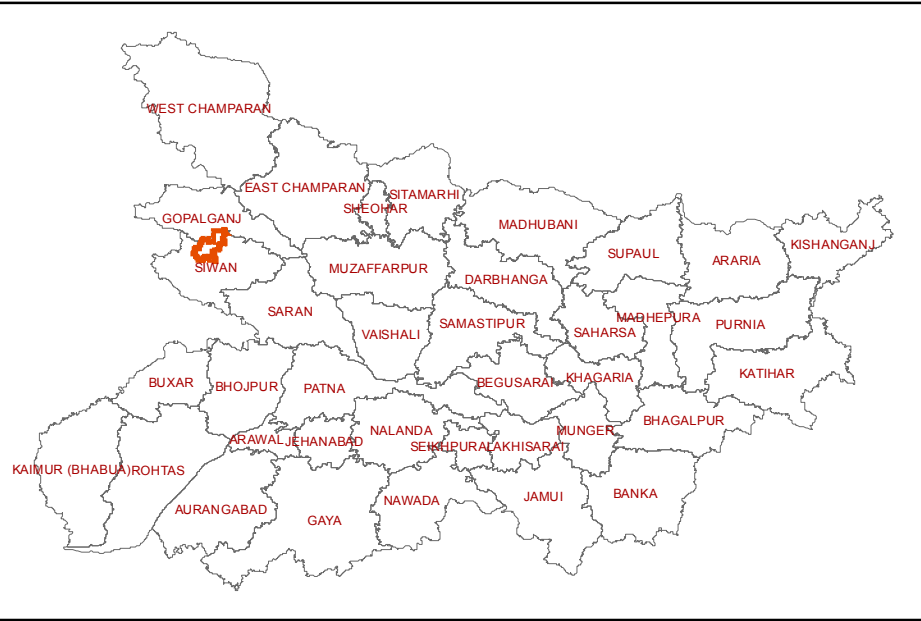 WEST CHAMPARAN
EAST CHAMPARAN
SITAMARHI
SHEOHAR
GOPALGANJ
MADHUBANI
KISHANGANJ
SUPAUL
ARARIA
SIWAN
MUZAFFARPUR
DARBHANGA
SARAN
MADHEPURA
SAMASTIPUR
PURNIA
VAISHALI
SAHARSA
KATIHAR
BUXAR
BHOJPUR
PATNA
BEGUSARAI
KHAGARIA
BHAGALPUR
NALANDA
MUNGER
ARAWAL
JEHANABAD
SEIKHPURA
LAKHISARAI
KAIMUR (BHABUA)
ROHTAS
BANKA
JAMUI
NAWADA
AURANGABAD
GAYA